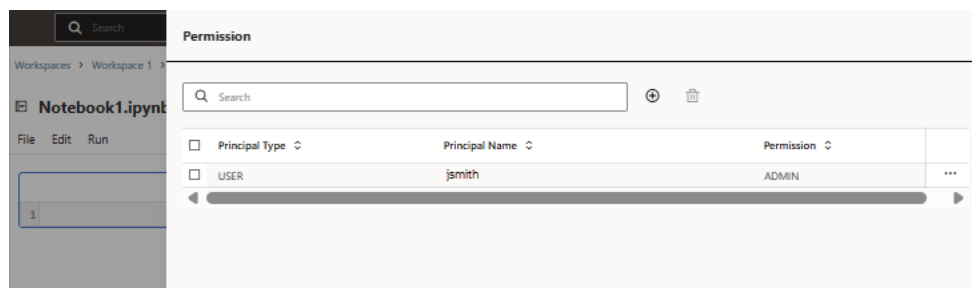 Search
Workspaces > Workspace 1 >
Notebook1.ipynb
File Edit Run
1
Permission
Search
Principal Type Principal Name Permission
USER jsmith ADMIN
...